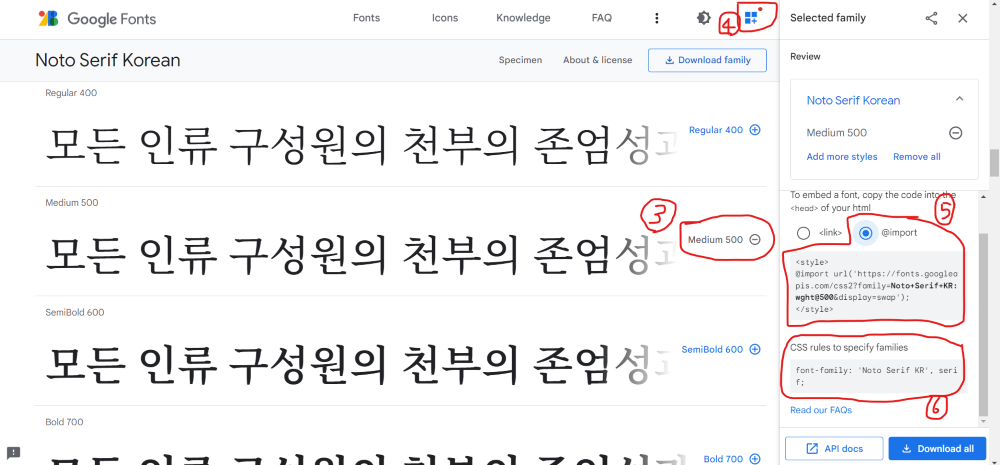 Google Fonts
Fonts
Icons
Knowledge
FAQ
4
Noto Serif Korean
Specimen
About & license
Download family
Regular 400
모든 인류 구성원의 천부의 존엄성과
Regular 400
Medium 500
3
모든 인류 구성원의 천부의 존엄성과
Medium 500
SemiBold 600
모든 인류 구성원의 천부의 존엄성과
SemiBold 600
Bold 700
Bold 700
Selected family
Review
Noto Serif Korean
Medium 500
Add more styles
Remove all
To embed a font, copy the code into the
<head> of your html
5
<link>
@import
<style>
@import url('https://fonts.googlea
pis.com/css2?family=Noto+Serif+KR:
wght@500&display=swap');
</style>
CSS rules to specify families
font-family: 'Noto Serif KR', seri
f;
6
Read our FAQs
API docs
Download all